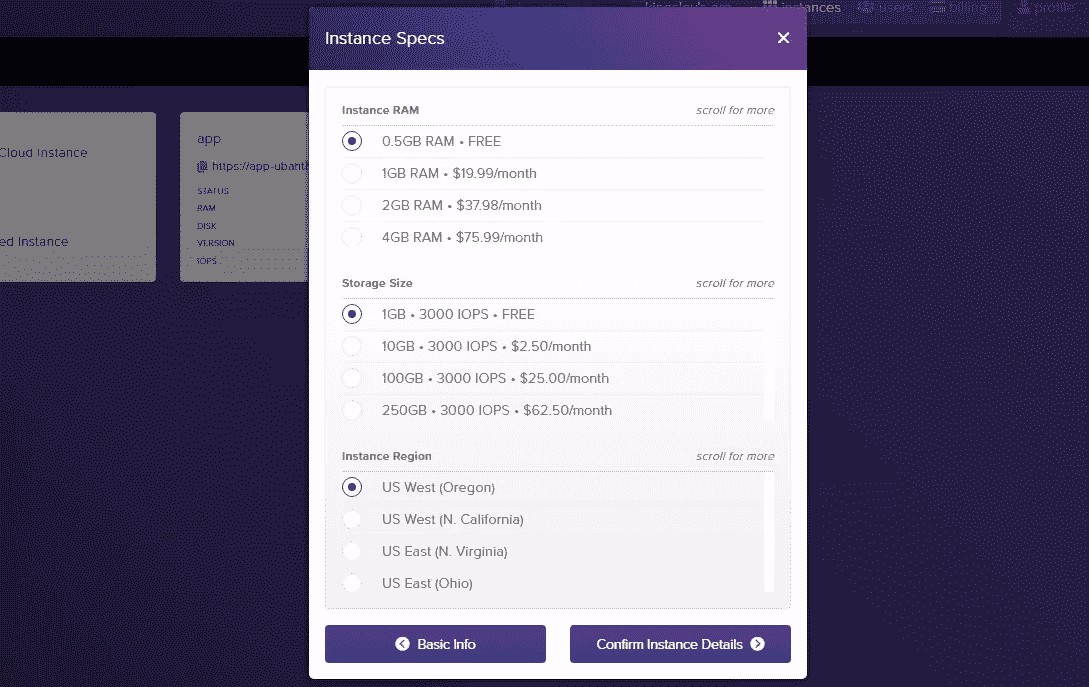 instances
users
billing
profile
Instance Specs
Cloud Instance
ed Instance
app
https://app-ubahth
STATUS
RAM
DISK
VERSION
IOPS
Instance RAM
scroll for more
0.5GB RAM • FREE
1GB RAM • $19.99/month
2GB RAM • $37.98/month
4GB RAM • $75.99/month
Storage Size
scroll for more
1GB • 3000 IOPS • FREE
10GB • 3000 IOPS • $2.50/month
100GB • 3000 IOPS • $25.00/month
250GB • 3000 IOPS • $62.50/month
Instance Region
scroll for more
US West (Oregon)
US West (N. California)
US East (N. Virginia)
US East (Ohio)
Basic Info
Confirm Instance Details